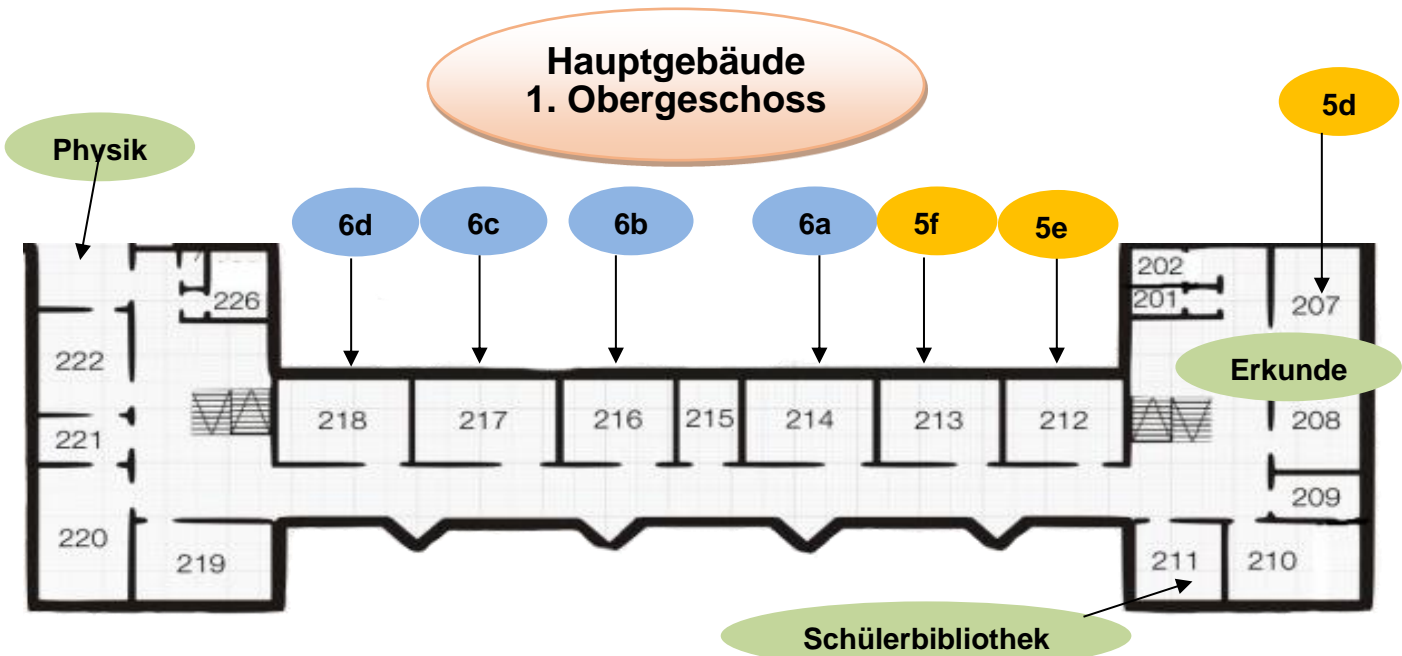 Hauptgebäude
1. Obergeschoss
5d
Physik
6d
6c
6b
6a
5f
5e
202
226
201
207
222
Erkunde
218
217
216
215
214
213
212
208
221
209
220
219
211
210
Schülerbibliothek